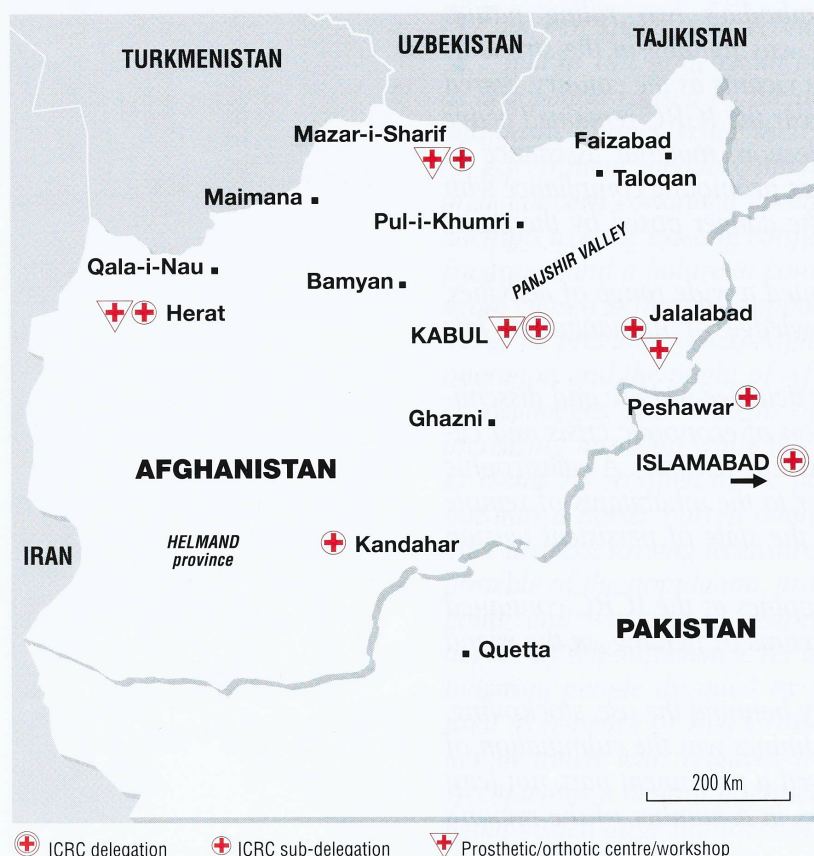 TURKMENISTAN
UZBEKISTAN
TAJIKISTAN
Mazar-i-Sharif
Faizabad
Taloqan
Maimana
Pul-i-Khumri
PANJSHIR VALLEY
Qala-i-Nau
Bamyan
Herat
KABUL
Jalalabad
Peshawar
Ghazni
ISLAMABAD
AFGHANISTAN
HELMAND
province
Kandahar
IRAN
PAKISTAN
Quetta
200 Km
ICRC delegation
ICRC sub-delegation
Prosthetic/orthotic centre/workshop